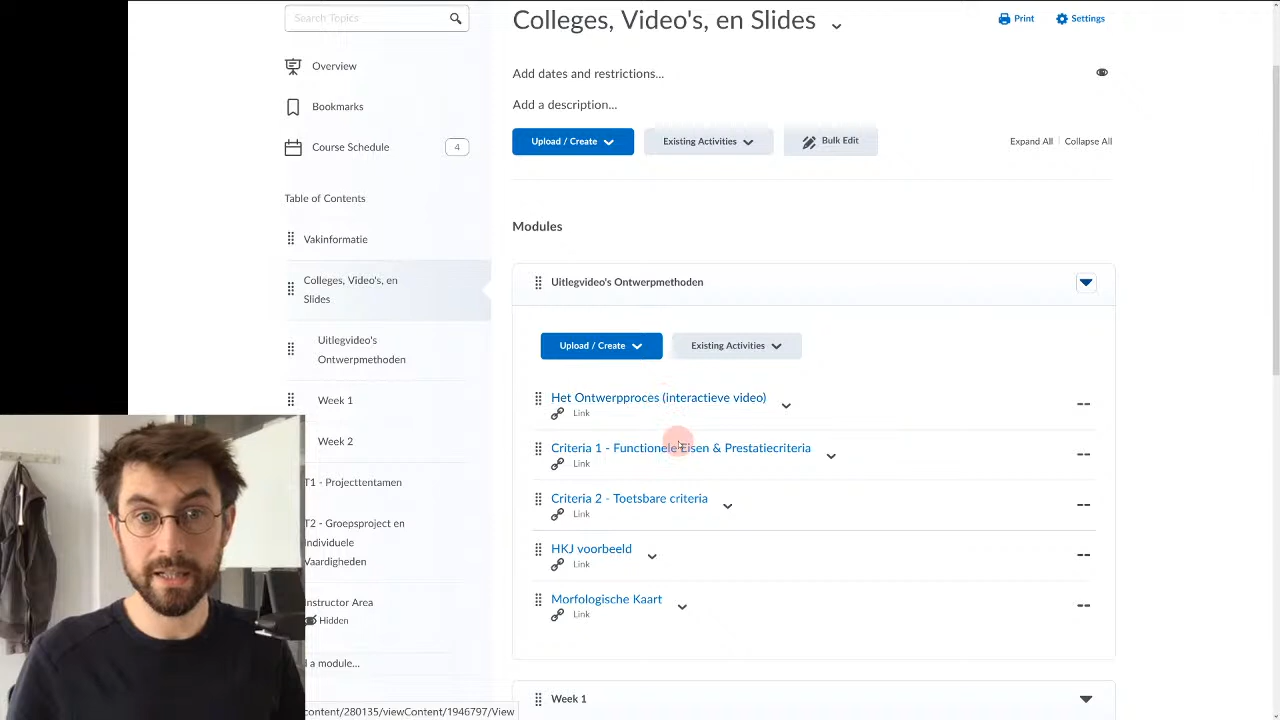 Search Topics
Colleges, Video's, en Slides
Print
Settings
Overview
Add dates and restrictions...
Bookmarks
Add a description...
Course Schedule
4
Upload / Create
Existing Activities
Bulk Edit
Expand All
Collapse All
Table of Contents
Vakinformatie
Colleges, Video's, en
Slides
Uitlegvideo's
Ontwerpmethoden
Week 1
Week 2
T1 - Projecttentamen
T2 - Groepsproject en
Individuele
Vaardigheden
Instructor Area
Hidden
d a module...
Modules
Uitlegvideo's Ontwerpmethoden
Upload / Create
Existing Activities
Het Ontwerpproces (interactieve video)
Link
Criteria 1 - Functionele Eisen & Prestatiecriteria
Link
Criteria 2 - Toetsbare criteria
Link
HKJ voorbeeld
Link
Morfologische Kaart
Link
Week 1
content/280135/viewContent/1946797/View